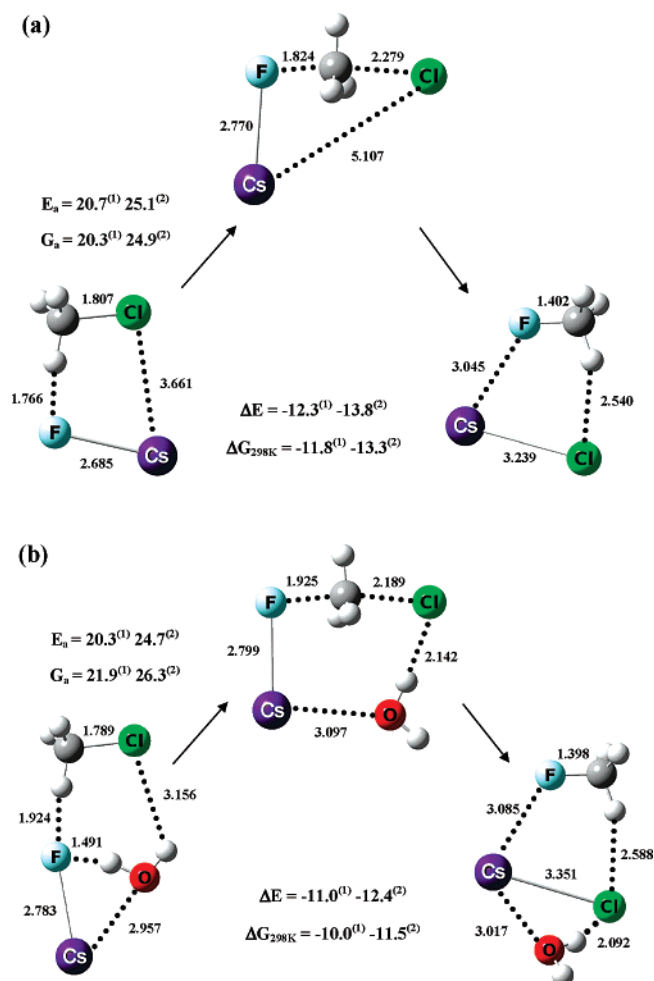 (a)
1.824
2.279
F
Cl
2.770
5.107
Cs
Eₐ = 20.7⁽¹⁾ 25.1⁽²⁾
Gₐ = 20.3⁽¹⁾ 24.9⁽²⁾
1.807
Cl
1.402
F
1.766
3.661
3.045
2.540
F
ΔE = -12.3⁽¹⁾ -13.8⁽²⁾
Cs
2.685
Cs
ΔG₂₉₈K = -11.8⁽¹⁾ -13.3⁽²⁾
3.239
Cl
(b)
1.925
2.189
F
Cl
Eₐ = 20.3⁽¹⁾ 24.7⁽²⁾
2.799
2.142
Gₐ = 21.9⁽¹⁾ 26.3⁽²⁾
Cs
O
3.097
1.789
Cl
1.398
F
1.924
3.156
3.085
1.491
F
2.588
O
Cs
3.351
2.783
2.957
ΔE = -11.0⁽¹⁾ -12.4⁽²⁾
Cl
3.017
2.092
Cs
ΔG₂₉₈K = -10.0⁽¹⁾ -11.5⁽²⁾
O